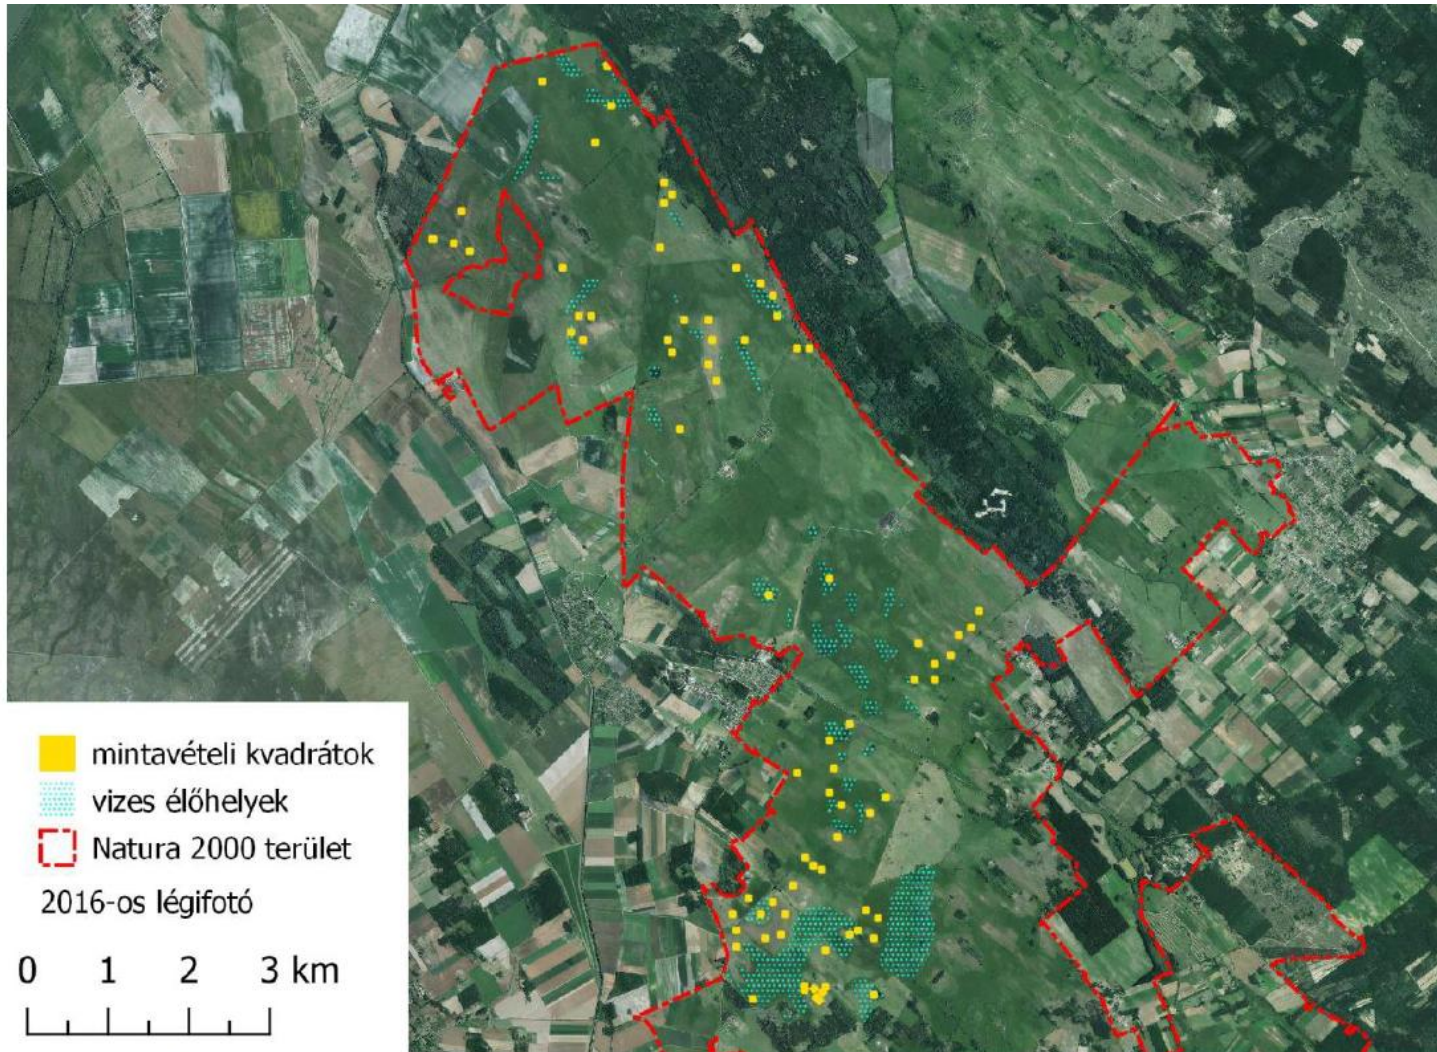 mintavételi kvadrátok
vizes élőhelyek
Natura 2000 terület
2016-os légifotó
0 1 2 3 km